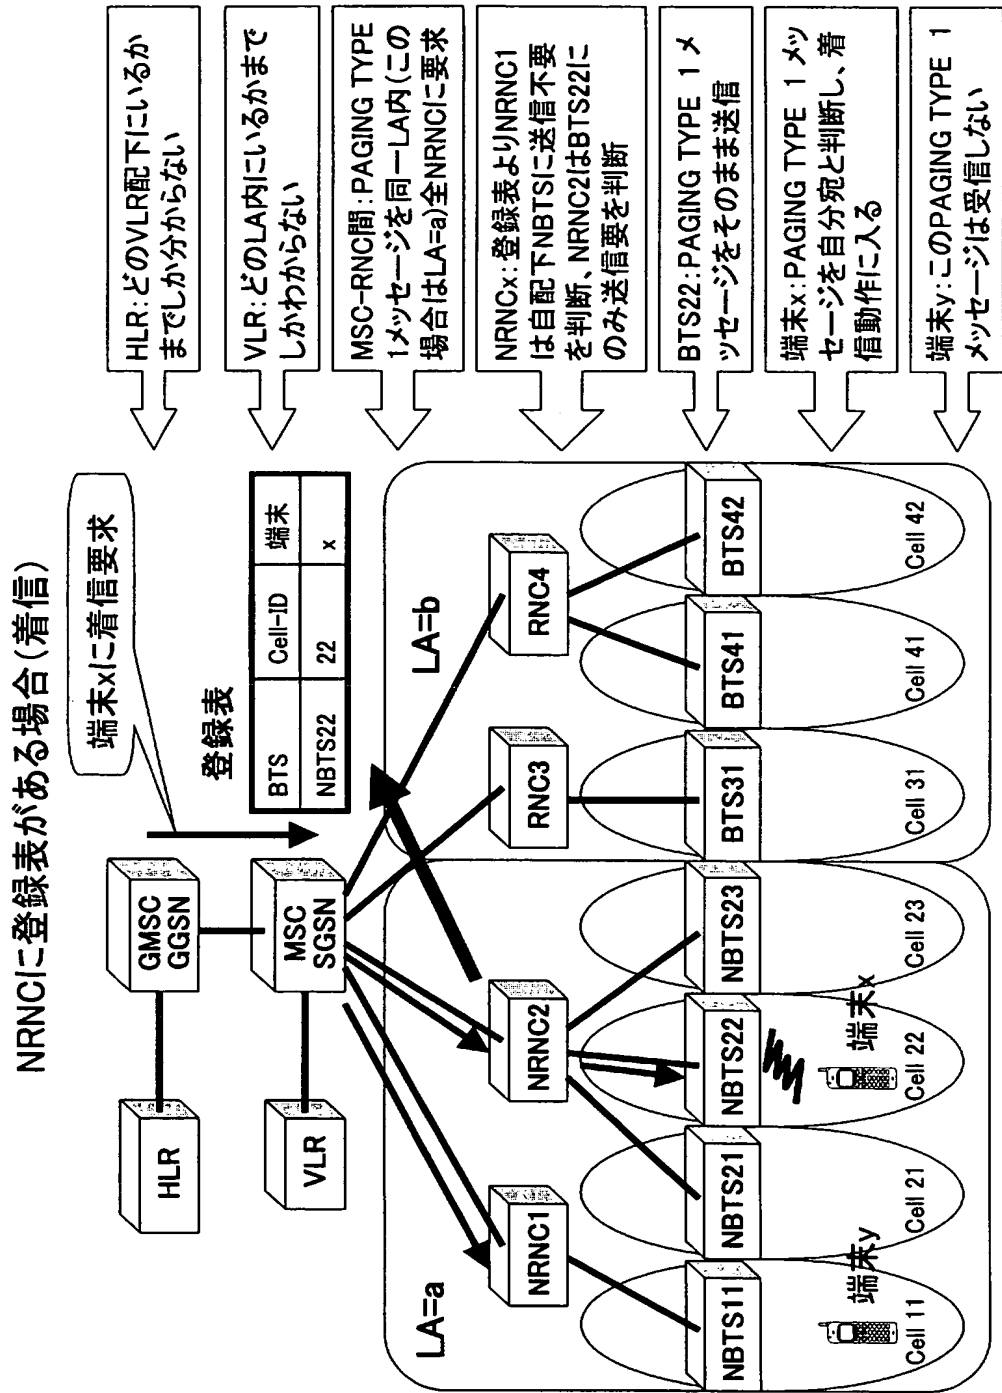 NRNCに登録表がある場合(着信)
端末xに着信要求
HLR
GMSC
GGSN
VLR
MSC
SGSN
登録表
BTS
Cell-ID
端末
NBTS22
22
x
LA=a
LA=b
NRNC1
NRNC2
RNC3
RNC4
NBTS11
NBTS21
NBTS22
NBTS23
BTS31
BTS41
BTS42
端末y
端末x
Cell 11
Cell 21
Cell 22
Cell 23
Cell 31
Cell 41
Cell 42
HLR:どのVLR配下にいるか
までしか分からない
VLR:どのLA内にいるかまで
しかわからない
MSC-RNC間:PAGING TYPE
1メッセージを同一LA内(この
場合はLA=a)全NRNCに要求
NRNCx:登録表よりNRNC1
は自配下NBTSに送信不要
を判断、NRNC2はBTS22に
のみ送信要を判断
BTS22:PAGING TYPE 1 メ
ッセージをそのまま送信
端末x:PAGING TYPE 1 メッ
セージを自分宛と判断し、着
信動作に入る
端末y:このPAGING TYPE 1
メッセージは受信しない